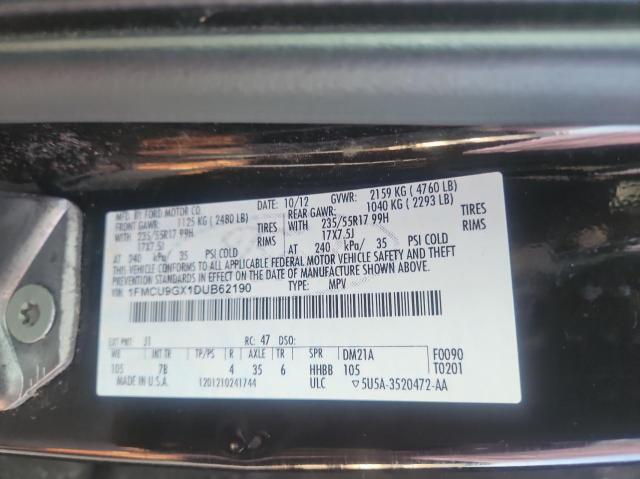 MFD. BY FORD MOTOR CO.
DATE: 10/12 GVWR: 2159 KG (4760 LB)
FRONT GAWR: 1125 KG (2480 LB)
REAR GAWR: 1040 KG (2293 LB)
WITH 235/55R17 99H TIRES
17X7.5J RIMS
AT 240 kPa/ 35 PSI COLD
WITH 235/55R17 99H TIRES
17X7.5J RIMS
AT 240 kPa/ 35 PSI COLD
THIS VEHICLE CONFORMS TO ALL APPLICABLE FEDERAL MOTOR VEHICLE SAFETY AND THEFT
PREVENTION STANDARDS IN EFFECT ON THE DATE OF MANUFACTURE SHOWN ABOVE.
VIN: 1FMCU9GX1DUB62190 TYPE: MPV
EXT PNT: J1 RC: 47 DSO:
WB INT TR TP/PS R AXLE TR SPR DM21A F0090
105 7B 4 35 6 HHBB 105 T0201
MADE IN U.S.A. 1201210241744 ULC ▽5U5A-3520472-AA